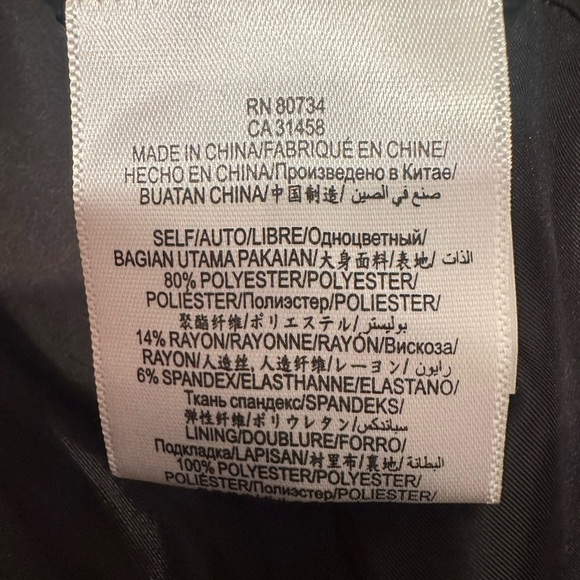 RN 80734
CA 31458
MADE IN CHINA/FABRIQUÉ EN CHINE/
HECHO EN CHINA/Произведено в Китае/
BUATAN CHINA/中国制造/ صنع في الصين
SELF/AUTO/LIBRE/Одноцветный/
BAGIAN UTAMA PAKAIAN/大身面料/表地/ الذات
80% POLYESTER/POLYESTER/
POLIÉSTER/Полиэстер/POLIESTER/
聚酯纤维/ポリエステル/بوليستر
14% RAYON/RAYONNE/RAYÓN/Вискоза/
RAYON/人造丝, 人造纤维/レーヨン/ رايون
6% SPANDEX/ELASTHANNE/ELASTANO/
Ткань спандекс/SPANDEKS/
弹性纤维/ポリウレタン/ سباندكس
LINING/DOUBLURE/FORRO/
Подкладка/LAPISAN/衬里布/裏地/ البطانة
100% POLYESTER/POLYESTER/
POLIÉSTER/Полиэстер/POLIESTER/